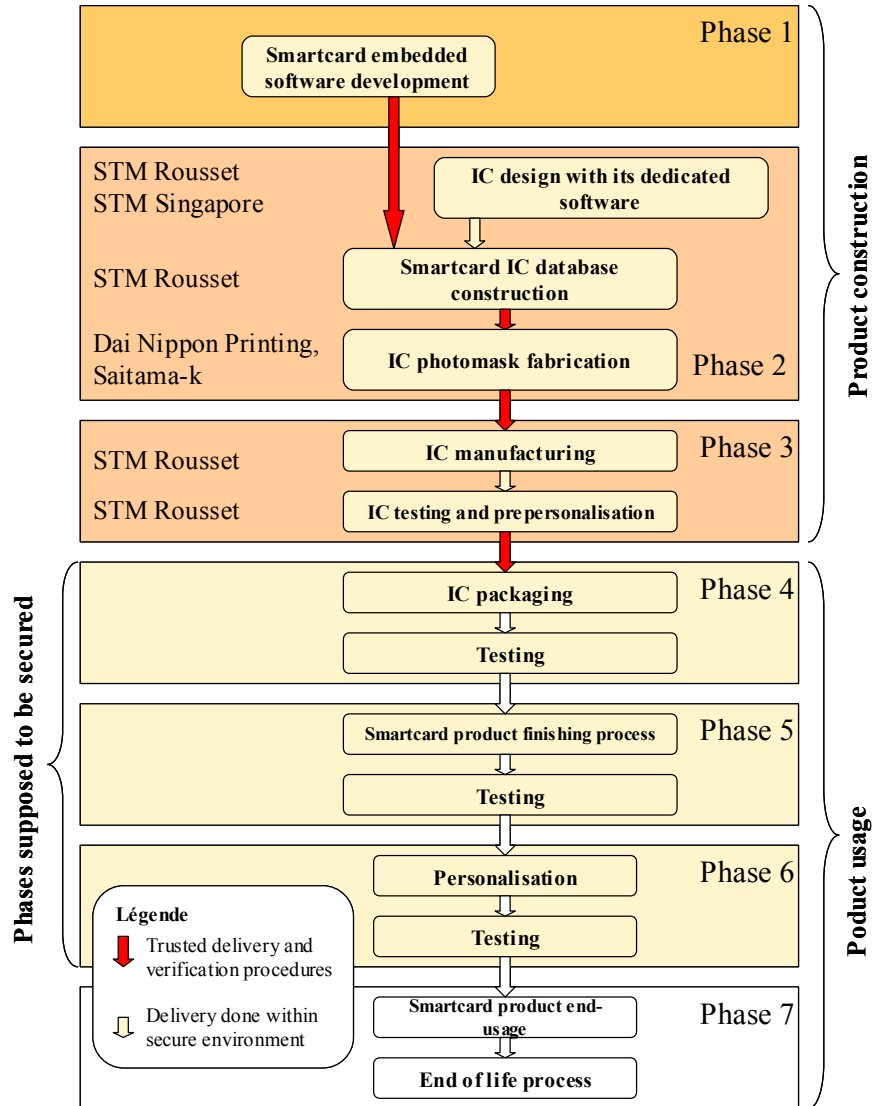 Phase 1
Smartcard embedded
software development
STM Rousset
STM Singapore
IC design with its dedicated
software
STM Rousset
Smartcard IC database
construction
Dai Nippon Printing,
Saitama-k
IC photomask fabrication
Phase 2
Product construction
Phase 3
STM Rousset
IC manufacturing
STM Rousset
IC testing and prepersonalisation
Phase 4
IC packaging
Testing
Phase 5
Smartcard product finishing process
Testing
Phase 6
Personalisation
Testing
Phases supposed to be secured
Poduct usage
Légende
Trusted delivery and
verification procedures
Delivery done within
secure environment
Phase 7
Smartcard product end-
usage
End of life process